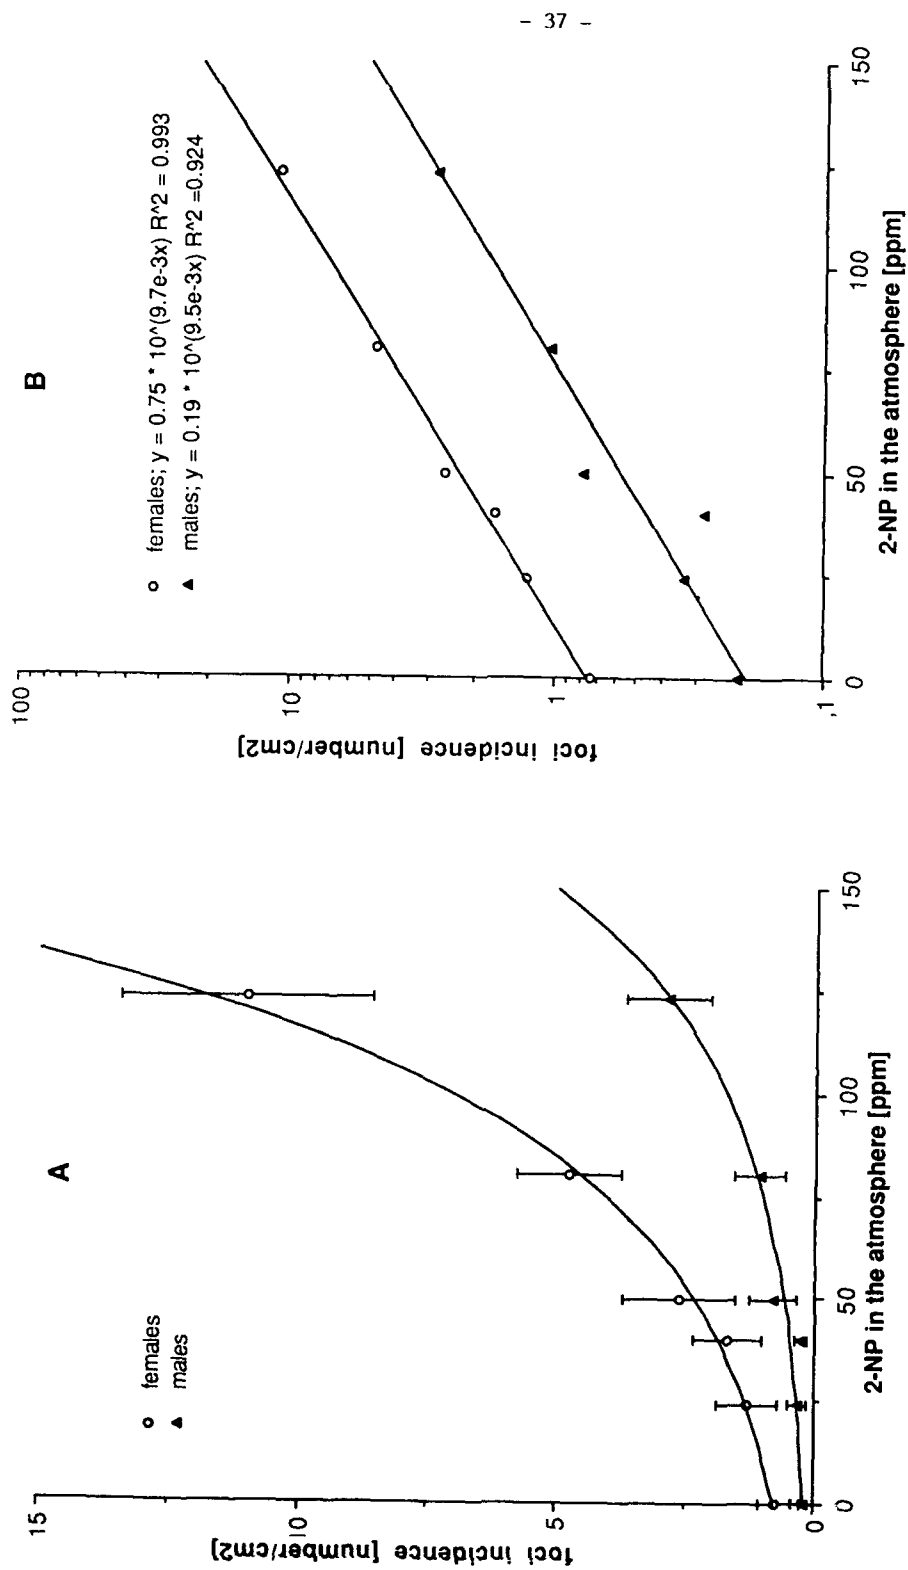 - 37 -
A
○ females
▲ males
15
10
5
0
foci incidence [number/cm2]
0
50
100
150
2-NP in the atmosphere [ppm]
B
○ females; y = 0.75 * 10^(9.7e-3x) R^2 = 0.993
▲ males; y = 0.19 * 10^(9.5e-3x) R^2 =0.924
100
10
1
,1
foci incidence [number/cm2]
0
50
100
150
2-NP in the atmosphere [ppm]